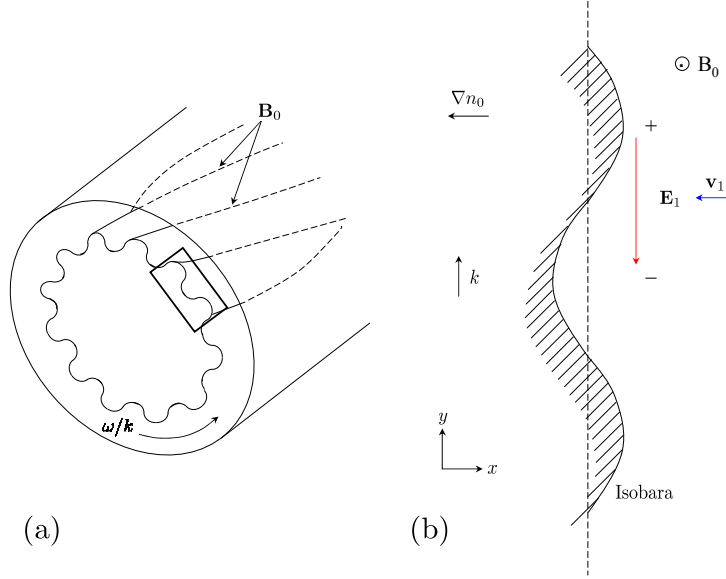 B₀
ω/k
(a)
∇n₀
k
y
x
⊙ B₀
+
E₁
v₁
−
Isobara
(b)